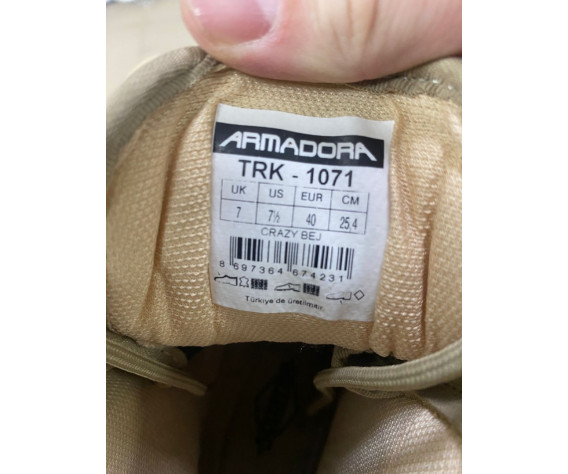 ARMADORA
TRK - 1071
UK US EUR CM
7 7½ 40 25,4
CRAZY BEJ
8 697364 674231
Türkiye'de üretilmiştir.